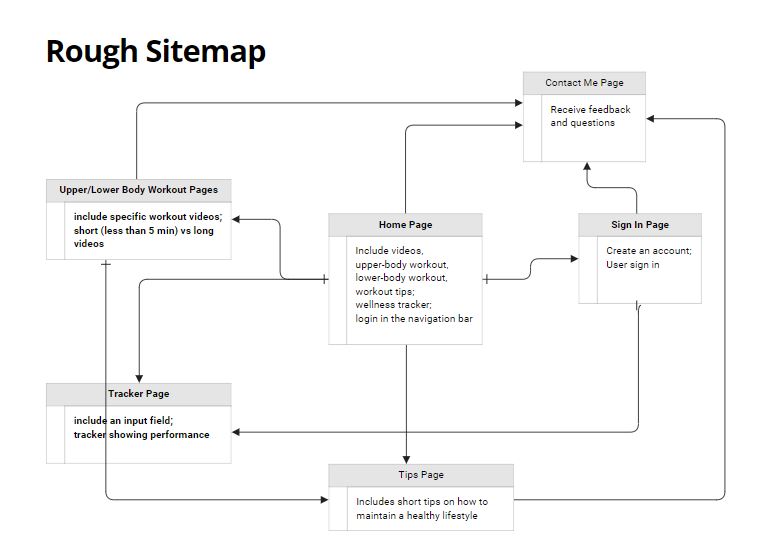 Rough Sitemap
Contact Me Page
Receive feedback
and questions
Upper/Lower Body Workout Pages
include specific workout videos;
short (less than 5 min) vs long
videos
Home Page
Include videos,
upper-body workout,
lower-body workout,
workout tips;
wellness tracker;
login in the navigation bar
Sign In Page
Create an account;
User sign in
Tracker Page
include an input field;
tracker showing performance
Tips Page
Includes short tips on how to
maintain a healthy lifestyle